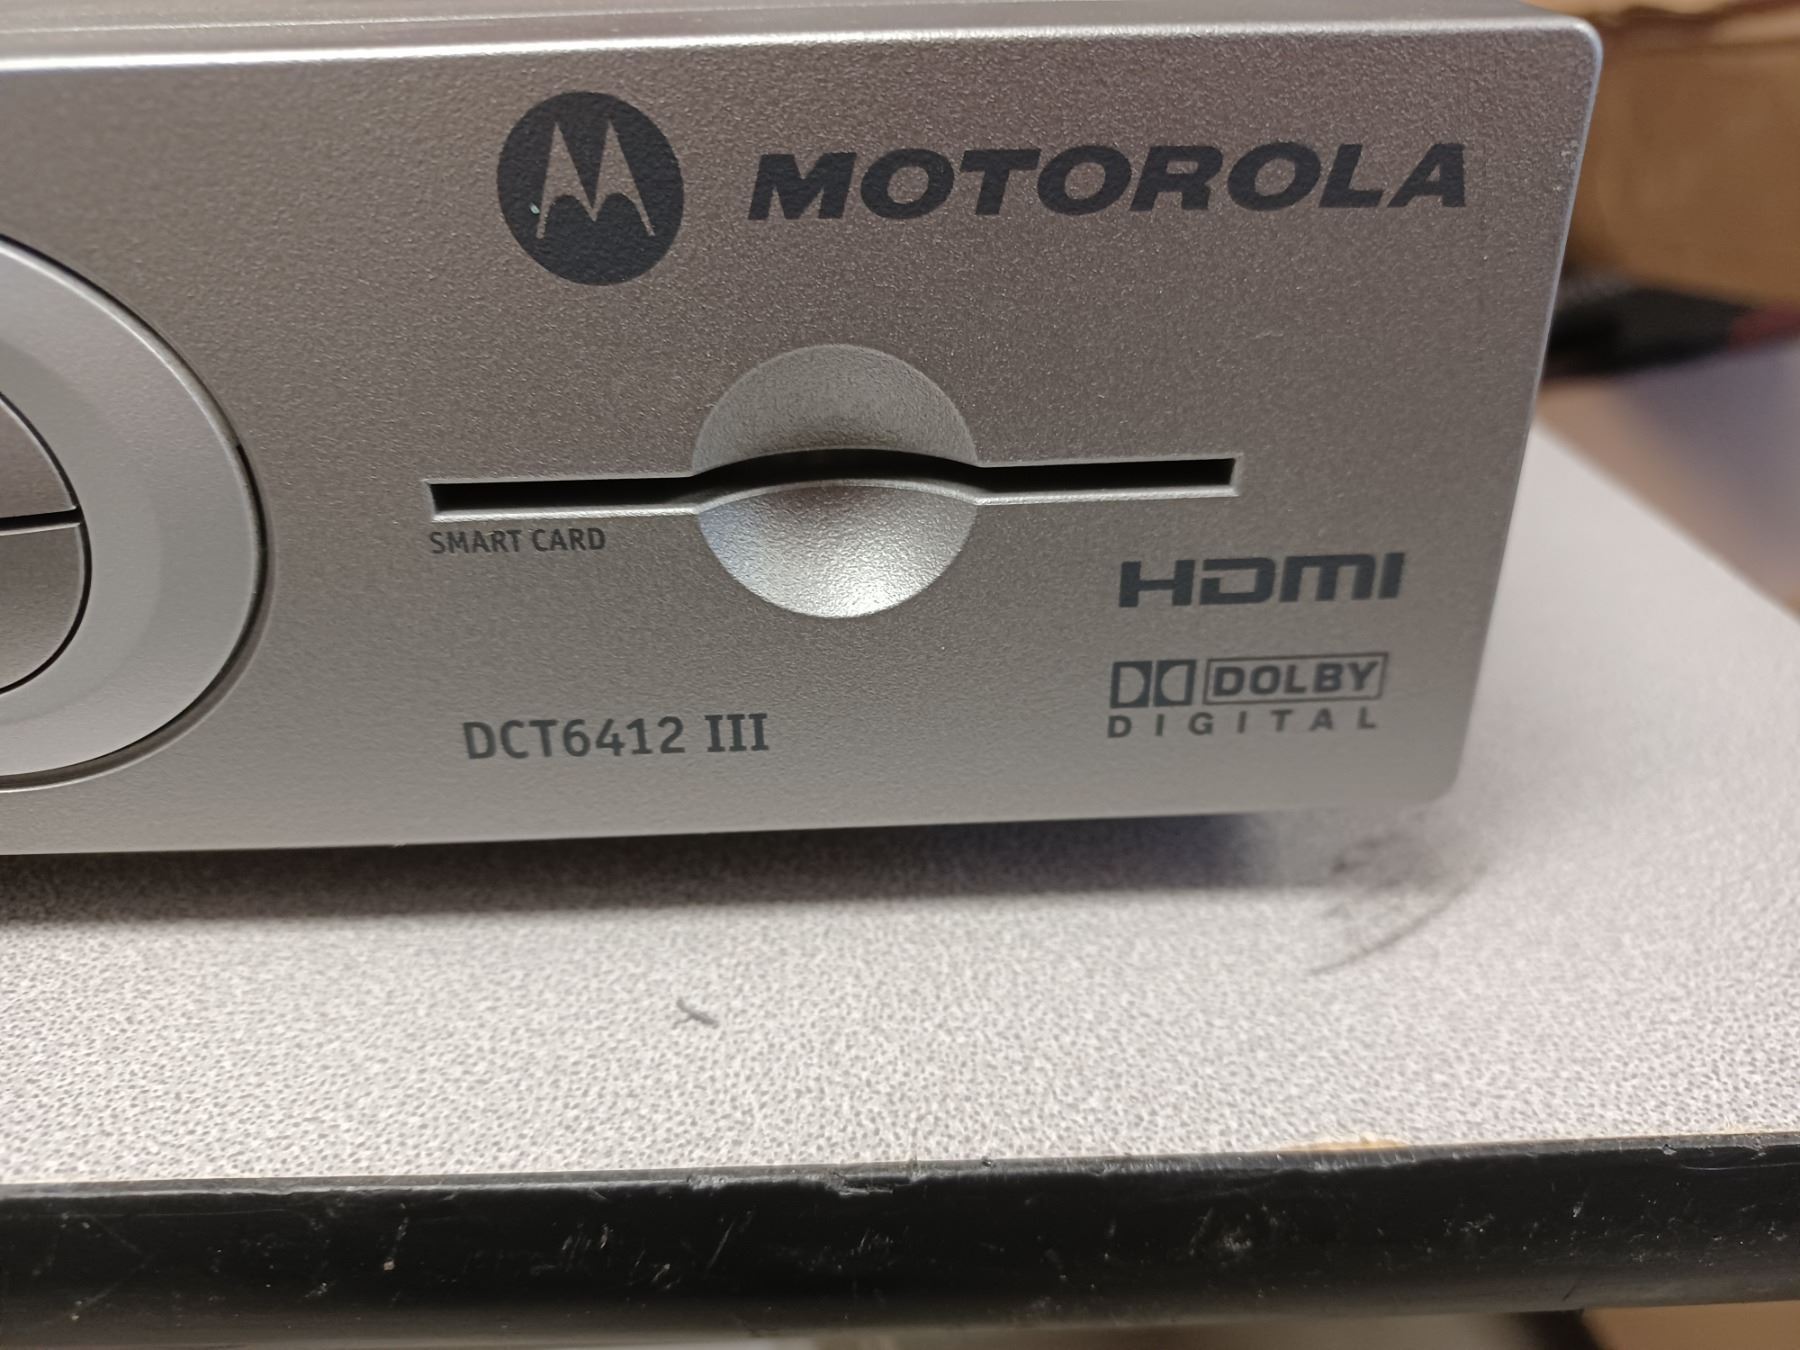 MOTOROLA
SMART CARD
HDMI
DOLBY
DIGITAL
DCT6412 III